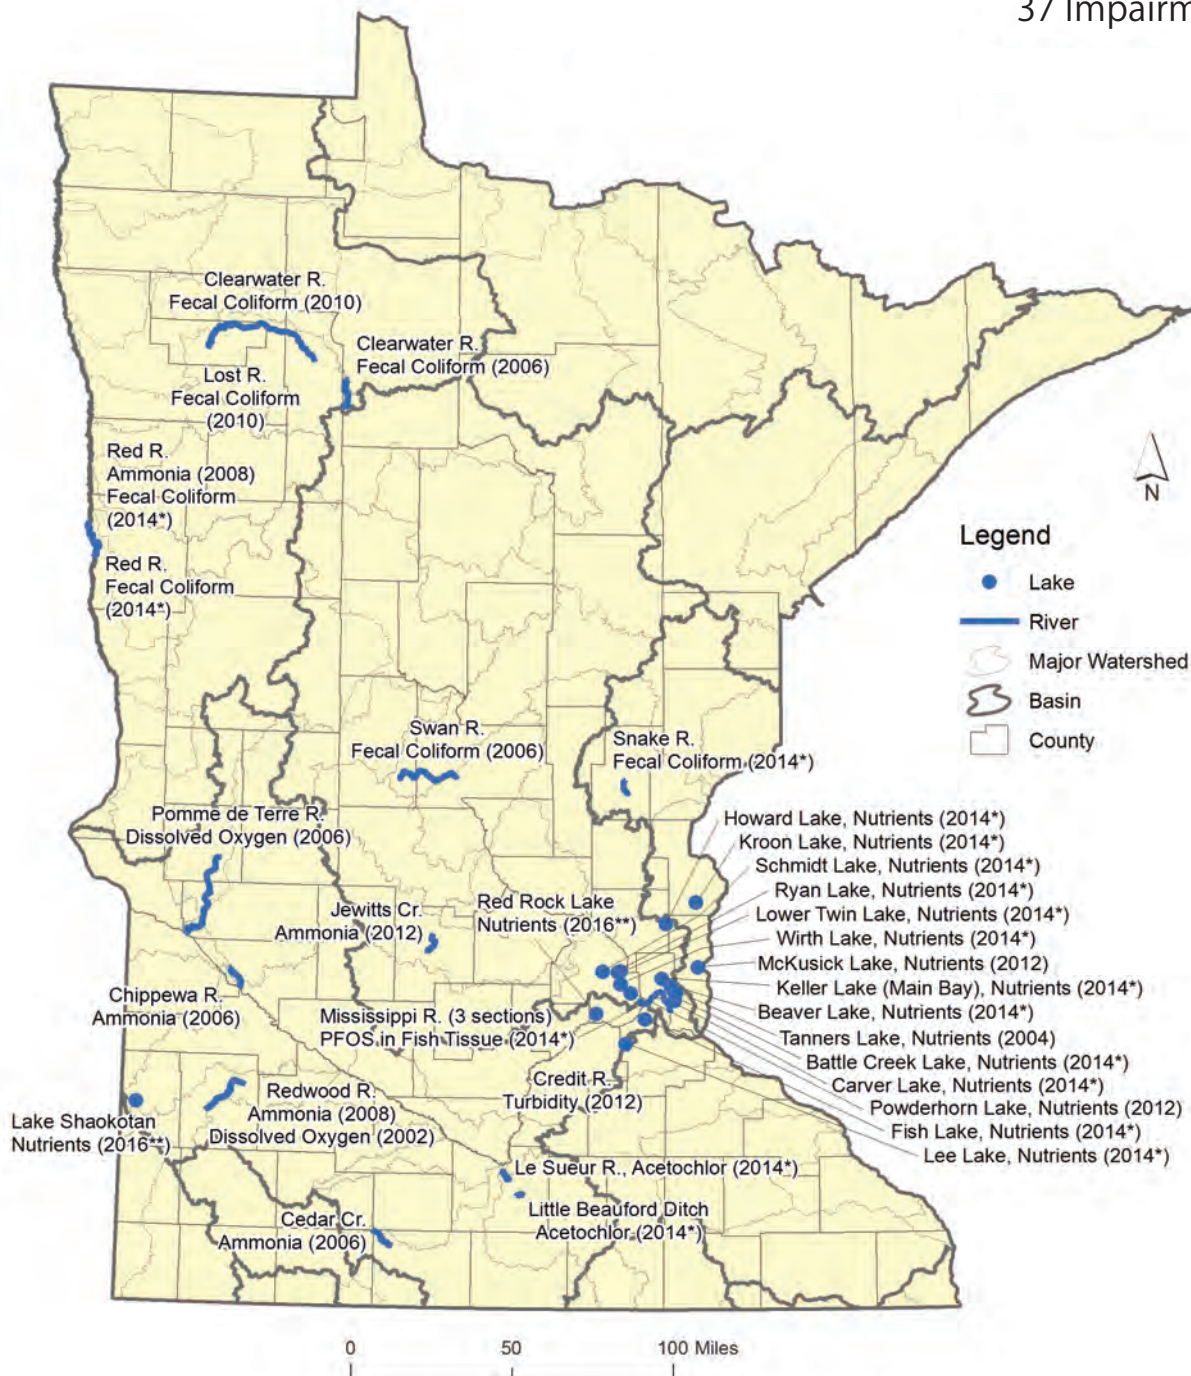 37 Impairm
Clearwater R.
Fecal Coliform (2010)
Clearwater R.
Fecal Coliform (2006)
Lost R.
Fecal Coliform
(2010)
Red R.
Ammonia (2008)
Fecal Coliform
(2014*)
Red R.
Fecal Coliform
(2014*)
N
Legend
Lake
River
Major Watershed
Basin
County
Swan R.
Fecal Coliform (2006)
Snake R.
Fecal Coliform (2014*)
Pomme de Terre R.
Dissolved Oxygen (2006)
Howard Lake, Nutrients (2014*)
Kroon Lake, Nutrients (2014*)
Schmidt Lake, Nutrients (2014*)
Ryan Lake, Nutrients (2014*)
Lower Twin Lake, Nutrients (2014*)
Wirth Lake, Nutrients (2014*)
McKusick Lake, Nutrients (2012)
Keller Lake (Main Bay), Nutrients (2014*)
Beaver Lake, Nutrients (2014*)
Tanners Lake, Nutrients (2004)
Battle Creek Lake, Nutrients (2014*)
Carver Lake, Nutrients (2014*)
Powderhorn Lake, Nutrients (2012)
Fish Lake, Nutrients (2014*)
Lee Lake, Nutrients (2014*)
Red Rock Lake
Nutrients (2016**)
Jewitts Cr.
Ammonia (2012)
Chippewa R.
Ammonia (2006)
Mississippi R. (3 sections)
PFOS in Fish Tissue (2014*)
Credit R.
Turbidity (2012)
Redwood R.
Ammonia (2008)
Dissolved Oxygen (2002)
Lake Shaokotan
Nutrients (2016**)
Le Sueur R., Acetochlor (2014*)
Little Beauford Ditch
Acetochlor (2014*)
Cedar Cr.
Ammonia (2006)
0 50 100 Miles